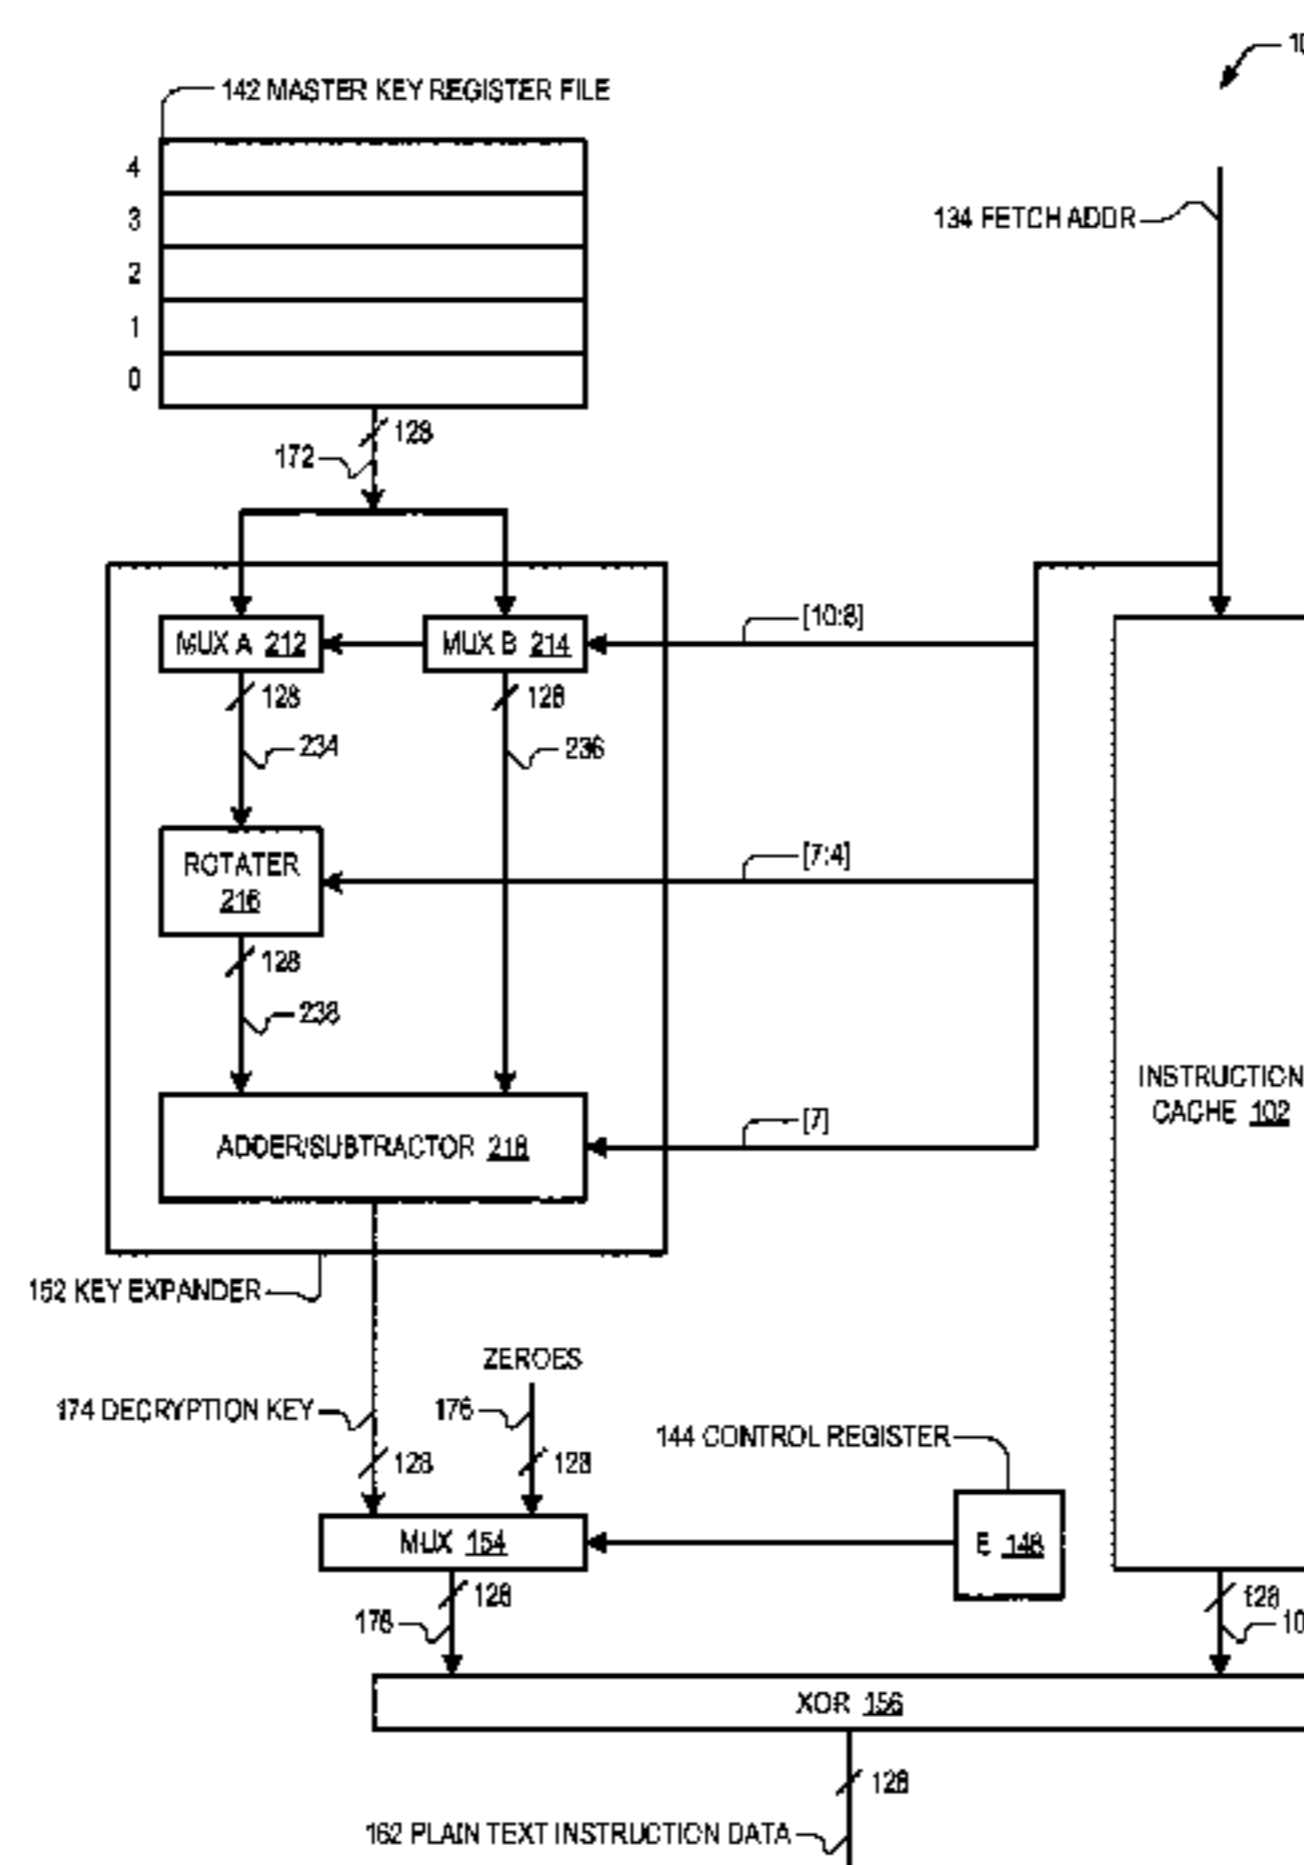 10
142 MASTER KEY REGISTER FILE
4
3
2
1
0
134 FETCH ADDR
128
172
[10:8]
MUX A 212
MUX B 214
128
128
234
236
[7:4]
ROTATER
216
128
238
[7]
ADDER/SUBTRACTOR 218
INSTRUCTION
CACHE 102
152 KEY EXPANDER
ZEROES
174 DECRYPTION KEY
176
128
128
144 CONTROL REGISTER
MUX 154
E 148
128
178
128
10
XOR 156
128
162 PLAIN TEXT INSTRUCTION DATA